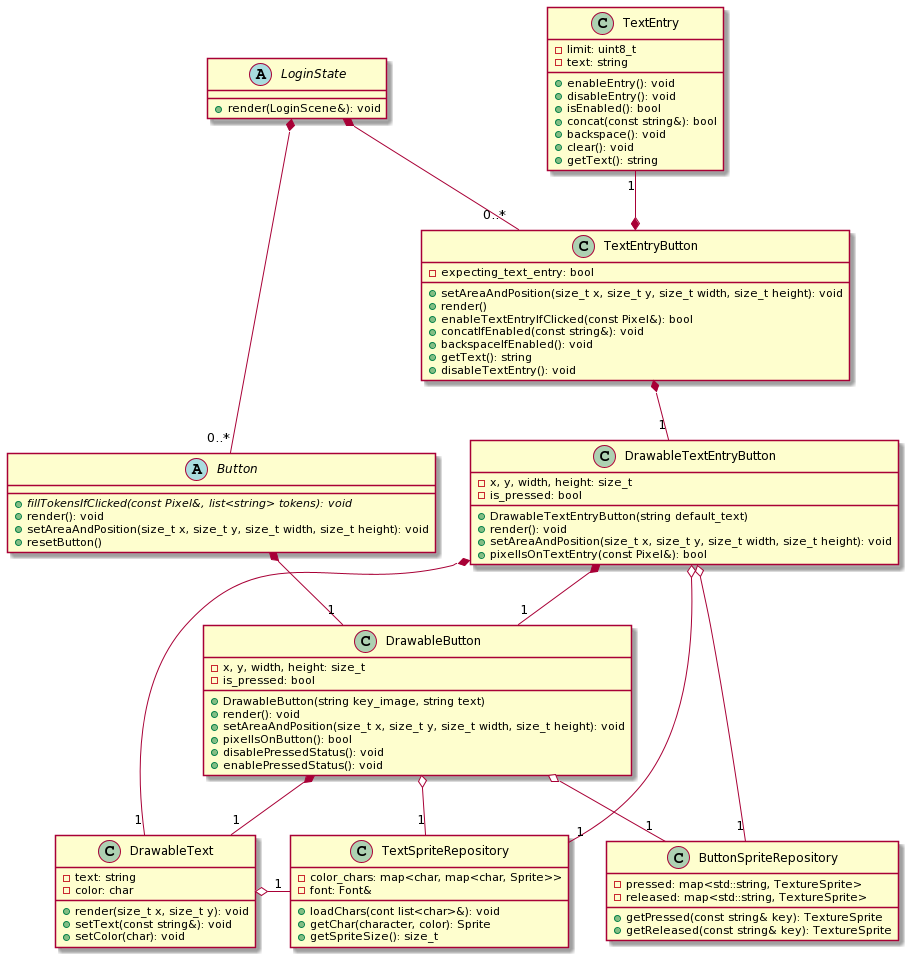 C TextEntry
limit: uint8_t
text: string
enableEntry(): void
disableEntry(): void
isEnabled(): bool
concat(const string&): bool
backspace(): void
clear(): void
getText(): string
A LoginState
render(LoginScene&): void
1
0..*
C TextEntryButton
expecting_text_entry: bool
setAreaAndPosition(size_t x, size_t y, size_t width, size_t height): void
render()
enableTextEntryIfClicked(const Pixel&): bool
concatIfEnabled(const string&): void
backspaceIfEnabled(): void
getText(): string
disableTextEntry(): void
1
0..*
A Button
fillTokensIfClicked(const Pixel&, list<string> tokens): void
render(): void
setAreaAndPosition(size_t x, size_t y, size_t width, size_t height): void
resetButton()
C DrawableTextEntryButton
x, y, width, height: size_t
is_pressed: bool
DrawableTextEntryButton(string default_text)
render(): void
setAreaAndPosition(size_t x, size_t y, size_t width, size_t height): void
pixelIsOnTextEntry(const Pixel&): bool
1
1
C DrawableButton
x, y, width, height: size_t
is_pressed: bool
DrawableButton(string key_image, string text)
render(): void
setAreaAndPosition(size_t x, size_t y, size_t width, size_t height): void
pixelIsOnButton(): bool
disablePressedStatus(): void
enablePressedStatus(): void
1
1
1
1
1
1
C DrawableText
text: string
color: char
render(size_t x, size_t y): void
setText(const string&): void
setColor(char): void
1
C TextSpriteRepository
color_chars: map<char, map<char, Sprite>>
font: Font&
loadChars(cont list<char>&): void
getChar(character, color): Sprite
getSpriteSize(): size_t
C ButtonSpriteRepository
pressed: map<std::string, TextureSprite>
released: map<std::string, TextureSprite>
getPressed(const string& key): TextureSprite
getReleased(const string& key): TextureSprite